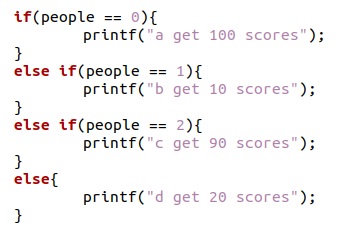 if(people == 0){
        printf("a get 100 scores");
}
else if(people == 1){
        printf("b get 10 scores");
}
else if(people == 2){
        printf("c get 90 scores");
}
else{
        printf("d get 20 scores");
}